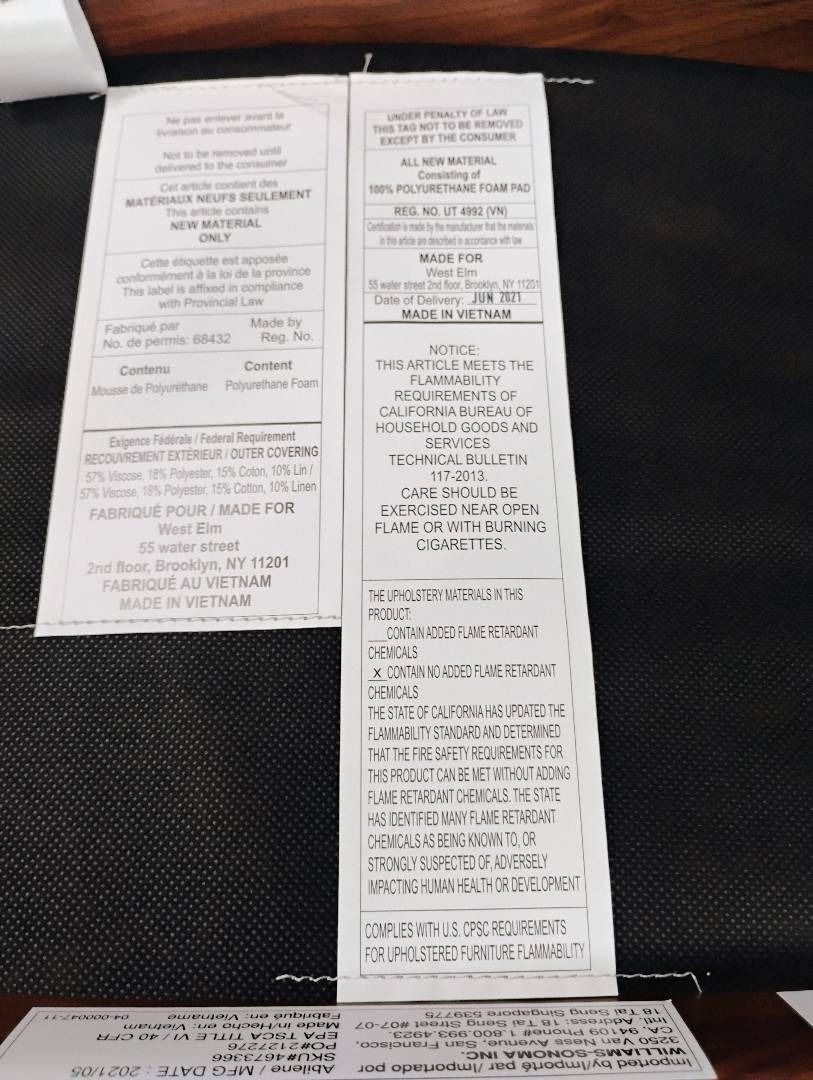 Ne pas enlever avant la
livraison au consommateur
Not to be removed until
delivered to the consumer
Cet article contient des
MATÉRIAUX NEUFS SEULEMENT
This article contains
NEW MATERIAL
ONLY
Cette étiquette est apposée
conformément à la loi de la province
This label is affixed in compliance
with Provincial Law
Fabriqué par Made by
No. de permis: 68432 Reg. No.
Contenu Content
Mousse de Polyuréthane Polyurethane Foam
Exigence Fédérale / Federal Requirement
RECOUVREMENT EXTÉRIEUR / OUTER COVERING
57% Viscose, 18% Polyester, 15% Coton, 10% Lin /
57% Viscose, 18% Polyester, 15% Cotton, 10% Linen
FABRIQUÉ POUR / MADE FOR
West Elm
55 water street
2nd floor, Brooklyn, NY 11201
FABRIQUÉ AU VIETNAM
MADE IN VIETNAM
UNDER PENALTY OF LAW
THIS TAG NOT TO BE REMOVED
EXCEPT BY THE CONSUMER
ALL NEW MATERIAL
Consisting of
100% POLYURETHANE FOAM PAD
REG. NO. UT 4992 (VN)
Certification is made by the manufacturer that the materials
in this article are described in accordance with law
MADE FOR
West Elm
55 water street 2nd floor, Brooklyn, NY 11201
Date of Delivery: JUN 2021
MADE IN VIETNAM
NOTICE:
THIS ARTICLE MEETS THE
FLAMMABILITY
REQUIREMENTS OF
CALIFORNIA BUREAU OF
HOUSEHOLD GOODS AND
SERVICES
TECHNICAL BULLETIN
117-2013.
CARE SHOULD BE
EXERCISED NEAR OPEN
FLAME OR WITH BURNING
CIGARETTES.
THE UPHOLSTERY MATERIALS IN THIS
PRODUCT:
___CONTAIN ADDED FLAME RETARDANT
CHEMICALS
_X_CONTAIN NO ADDED FLAME RETARDANT
CHEMICALS
THE STATE OF CALIFORNIA HAS UPDATED THE
FLAMMABILITY STANDARD AND DETERMINED
THAT THE FIRE SAFETY REQUIREMENTS FOR
THIS PRODUCT CAN BE MET WITHOUT ADDING
FLAME RETARDANT CHEMICALS. THE STATE
HAS IDENTIFIED MANY FLAME RETARDANT
CHEMICALS AS BEING KNOWN TO, OR
STRONGLY SUSPECTED OF, ADVERSELY
IMPACTING HUMAN HEALTH OR DEVELOPMENT
COMPLIES WITH U.S. CPSC REQUIREMENTS
FOR UPHOLSTERED FURNITURE FLAMMABILITY
Abilene / MFG DATE : 2021/05
SKU#4673366
PO#2127276
EPA TSCA TITLE VI / 40 CFR
Made in/Hecho en: Vietnam
Fabriqué en: Vietname 04-000047-11
Imported by/Importé par /Importado por
WILLIAMS-SONOMA INC.
3250 Van Ness Avenue, San Francisco,
CA. 94109 Phone# 1.800.993.4923.
Intl. Address: 18 Tai Seng Street #07-07
18 Tai Seng Singapore 539775